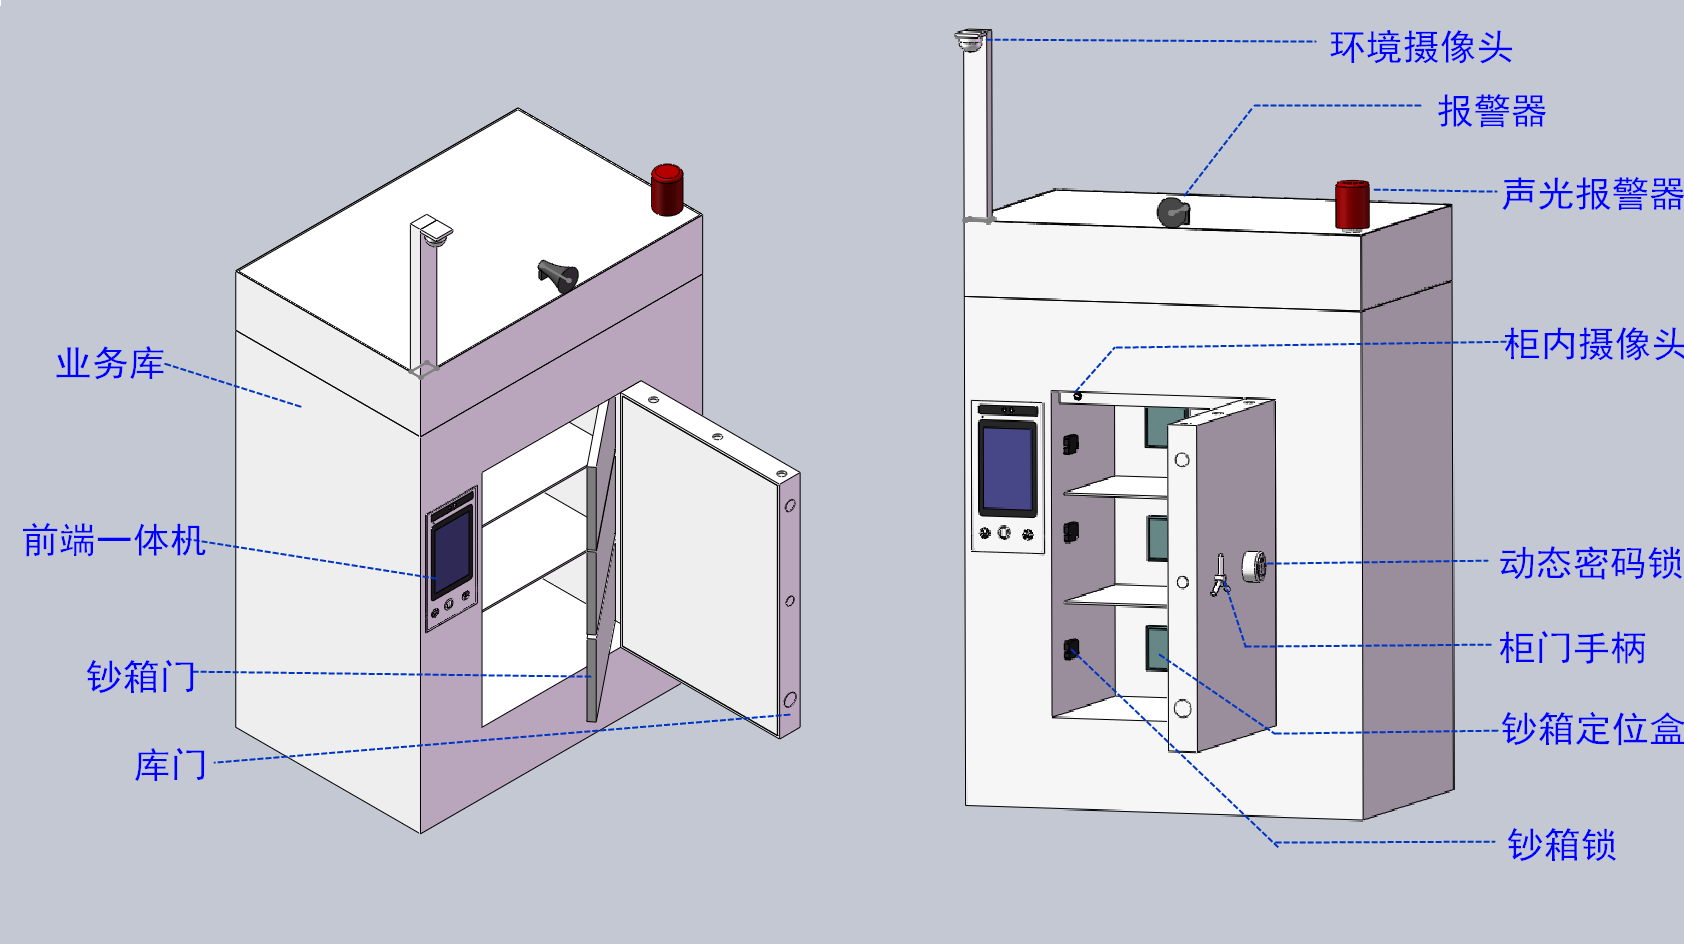 环境摄像头
报警器
声光报警器
柜内摄像头
业务库
前端一体机
动态密码锁
柜门手柄
钞箱门
钞箱定位盒
库门
钞箱锁